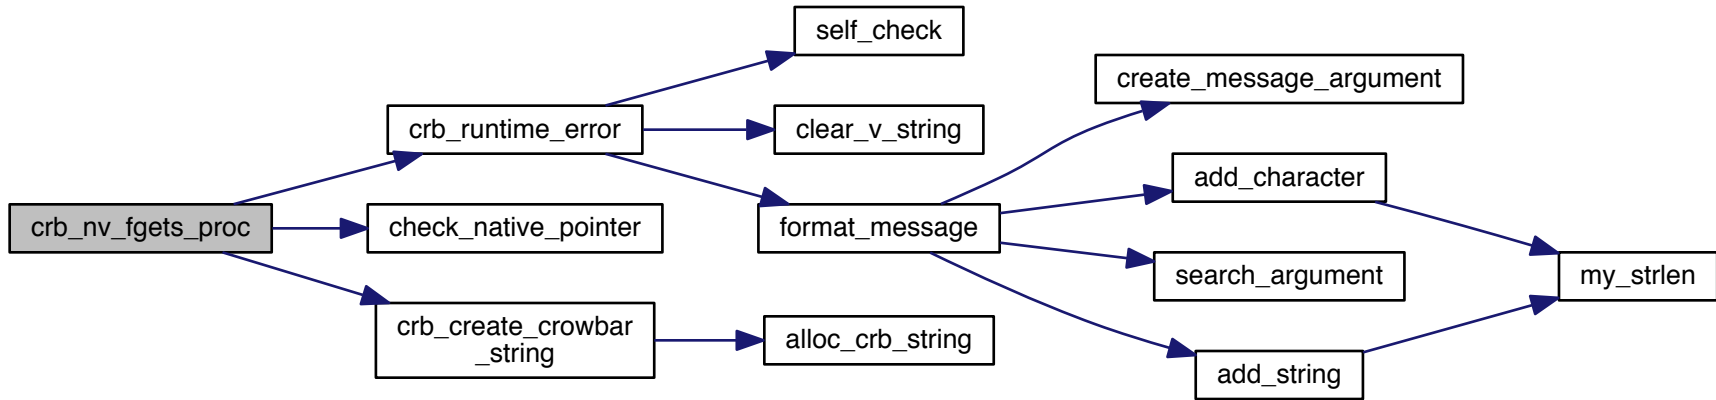 crb_nv_fgets_proc
crb_runtime_error
check_native_pointer
crb_create_crowbar
_string
self_check
clear_v_string
format_message
alloc_crb_string
create_message_argument
add_character
search_argument
add_string
my_strlen